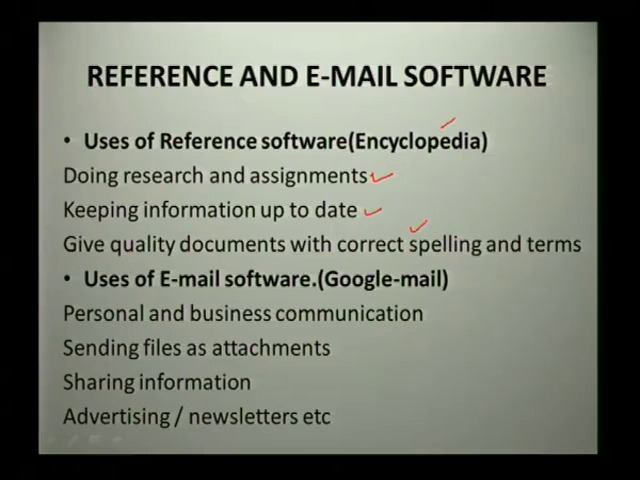 REFERENCE AND E-MAIL SOFTWARE
• Uses of Reference software(Encyclopedia)
Doing research and assignments
Keeping information up to date
Give quality documents with correct spelling and terms
• Uses of E-mail software.(Google-mail)
Personal and business communication
Sending files as attachments
Sharing information
Advertising / newsletters etc